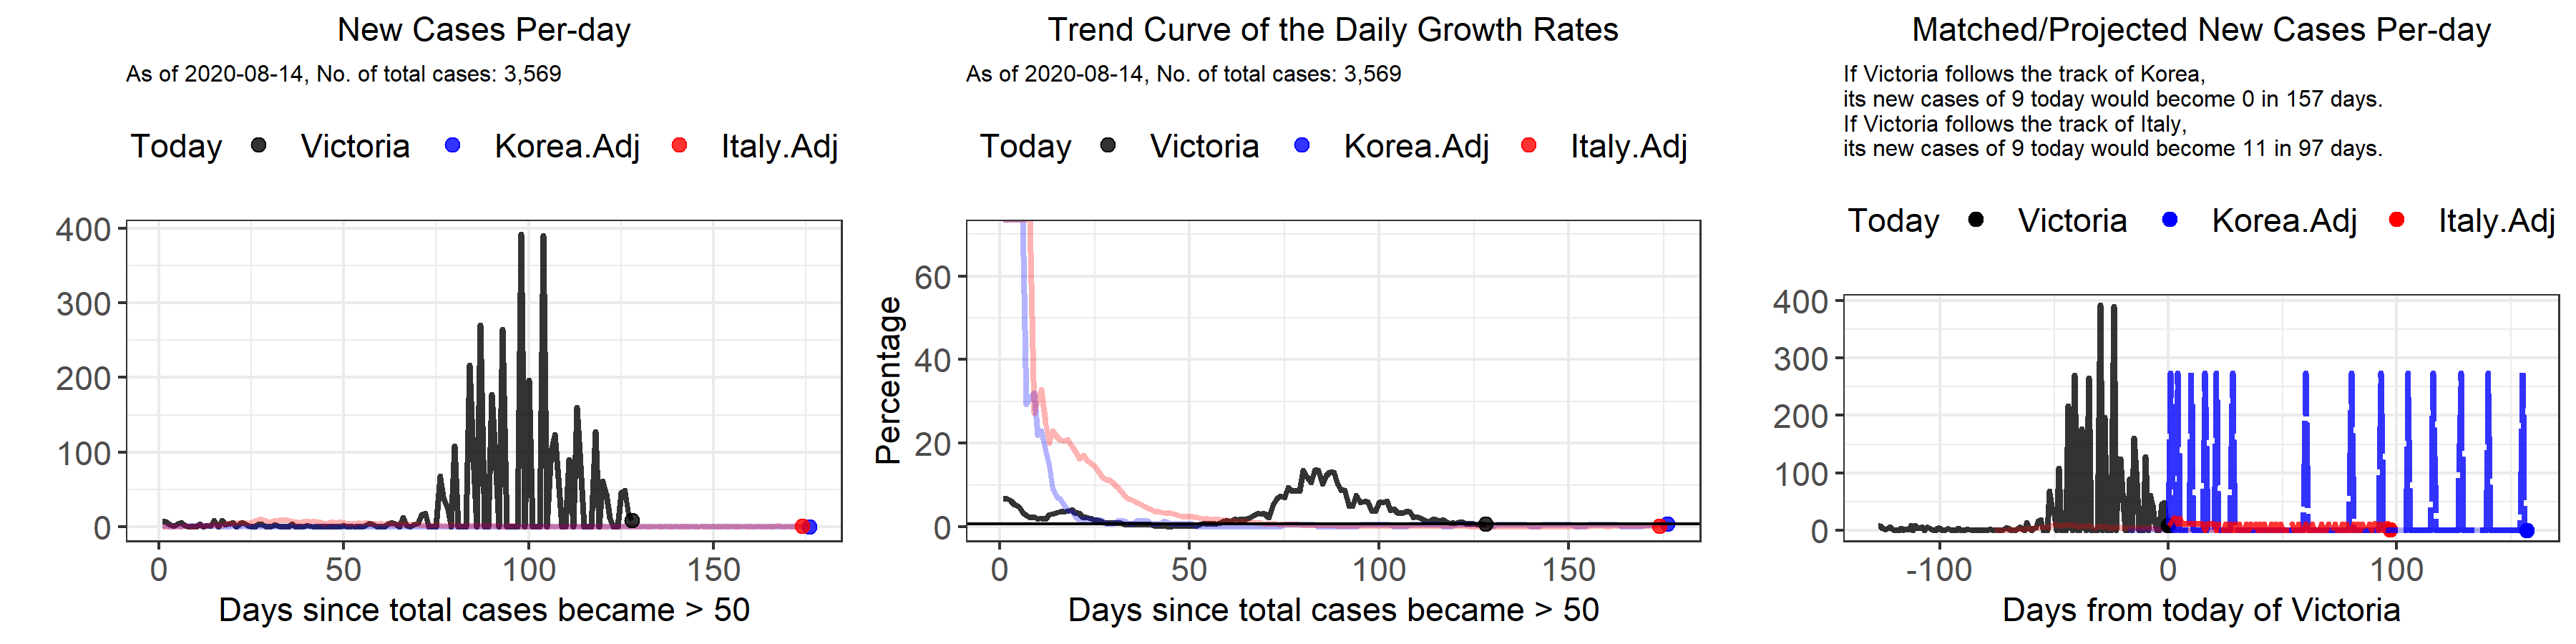 New Cases Per-day
As of 2020-08-14, No. of total cases: 3,569
Today Victoria Korea.Adj Italy.Adj
400
300
200
100
0
0 50 100 150
Days since total cases became > 50
Trend Curve of the Daily Growth Rates
As of 2020-08-14, No. of total cases: 3,569
Today Victoria Korea.Adj Italy.Adj
Percentage
60
40
20
0
0 50 100 150
Days since total cases became > 50
Matched/Projected New Cases Per-day
If Victoria follows the track of Korea,
its new cases of 9 today would become 0 in 157 days.
If Victoria follows the track of Italy,
its new cases of 9 today would become 11 in 97 days.
Today Victoria Korea.Adj Italy.Adj
400
300
200
100
0
-100 0 100
Days from today of Victoria